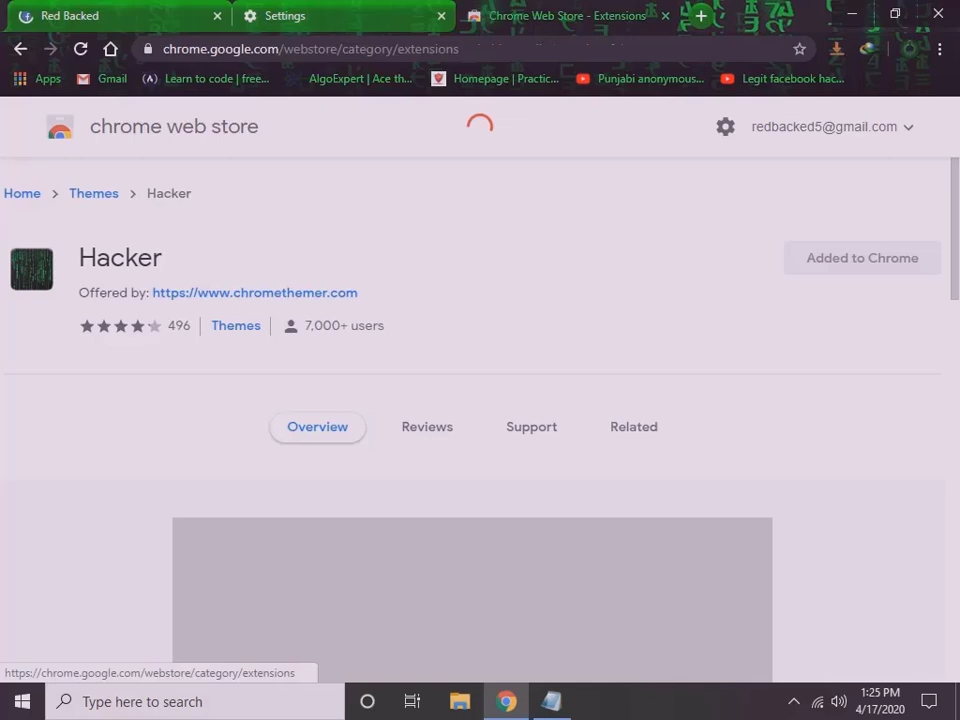 Red Backed
Settings
Chrome Web Store - Extensions
chrome.google.com/webstore/category/extensions
Apps
Gmail
Learn to code | free...
AlgoExpert | Ace th...
Homepage | Practic...
Punjabi anonymous...
Legit facebook hac...
chrome web store
redbacked5@gmail.com
Home > Themes > Hacker
Hacker
Added to Chrome
Offered by: https://www.chromethemer.com
496
Themes
7,000+ users
Overview
Reviews
Support
Related
https://chrome.google.com/webstore/category/extensions
Type here to search
1:25 PM
4/17/2020